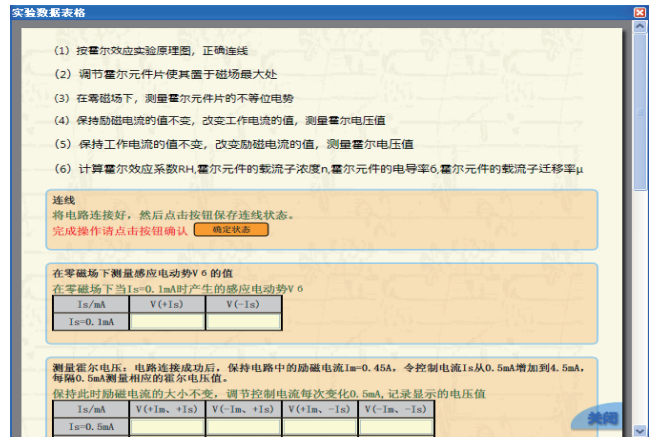 实验数据表格
(1) 按霍尔效应实验原理图，正确连线
(2) 调节霍尔元件片使其置于磁场最大处
(3) 在零磁场下，测量霍尔元件片的不等位电势
(4) 保持励磁电流的值不变，改变工作电流的值，测量霍尔电压值
(5) 保持工作电流的值不变，改变励磁电流的值，测量霍尔电压值
(6) 计算霍尔效应系数RH,霍尔元件的载流子浓度n,霍尔元件的电导率6,霍尔元件的载流子迁移率μ
连线
将电路连接好，然后点击按钮保存连线状态。
完成操作请点击按钮确认 确定状态
在零磁场下测量感应电动势V 6 的值
在零磁场下当Is=0.1mA时产生的感应电动势V 6
Is/mA V(+Is) V(-Is)
Is=0.1mA
测量霍尔电压：电路连接成功后，保持电路中的励磁电流Im=0.45A，令控制电流Is从0.5mA增加到4.5mA，
每隔0.5mA测量相应的霍尔电压值。
保持此时励磁电流的大小不变，调节控制电流每次变化0.5mA,记录显示的电压值
Is/mA V(+Im、+Is) V(-Im、+Is) V(+Im、-Is) V(-Im、-Is)
Is=0.5mA
关闭